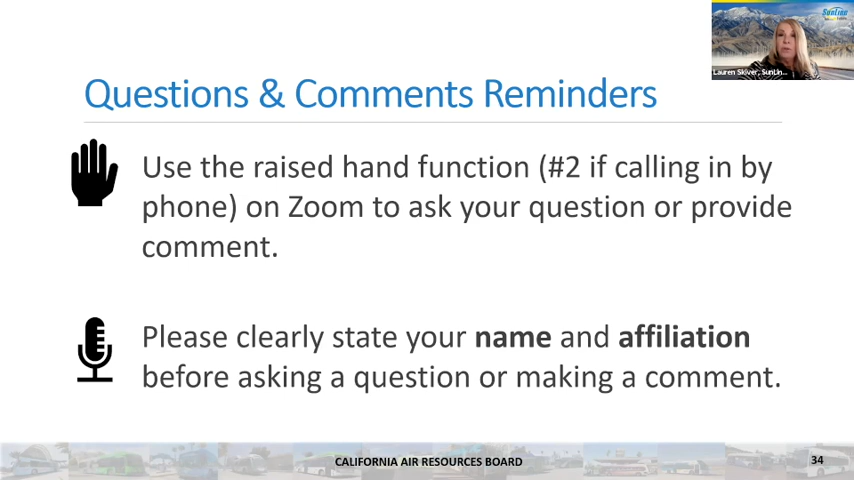 SunLine
Lauren Skiver, SunLin...
Questions & Comments Reminders
Use the raised hand function (#2 if calling in by
phone) on Zoom to ask your question or provide
comment.
Please clearly state your name and affiliation
before asking a question or making a comment.
CALIFORNIA AIR RESOURCES BOARD
34